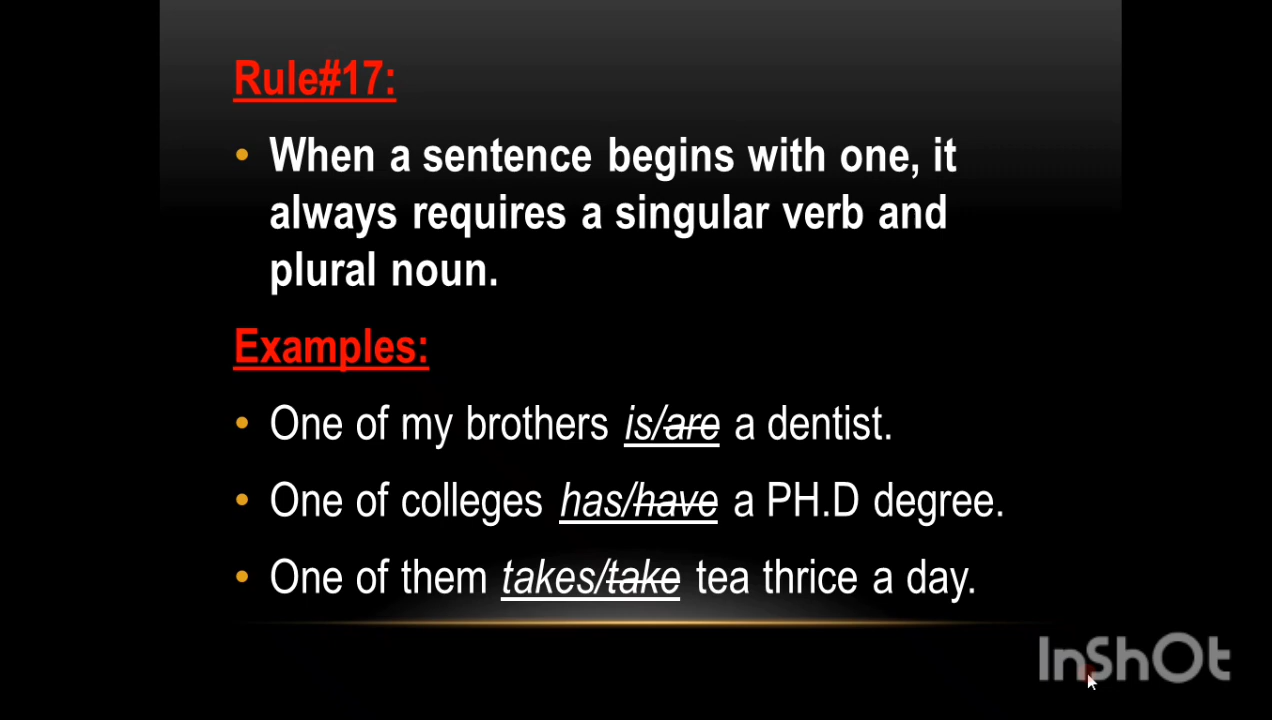 Rule#17:
• When a sentence begins with one, it
always requires a singular verb and
plural noun.
Examples:
• One of my brothers is/are a dentist.
• One of colleges has/have a PH.D degree.
• One of them takes/take tea thrice a day.
InShOt